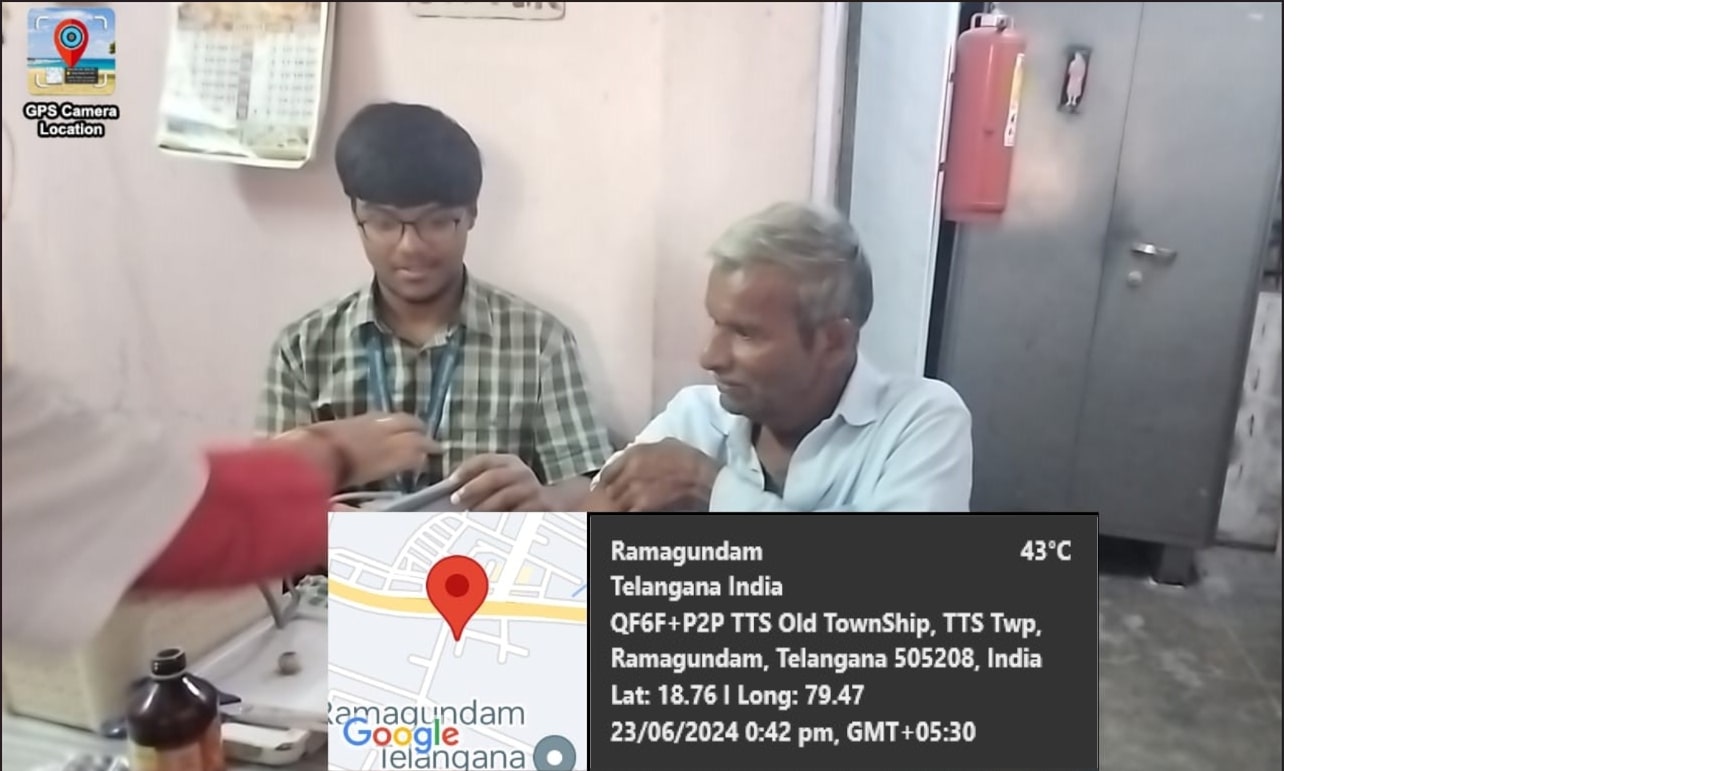 GPS Camera
Location
Ramagundam 43°C
Telangana India
QF6F+P2P TTS Old TownShip, TTS Twp,
Ramagundam, Telangana 505208, India
Lat: 18.76 I Long: 79.47
23/06/2024 0:42 pm, GMT+05:30
Ramagundam
Google
Telangana